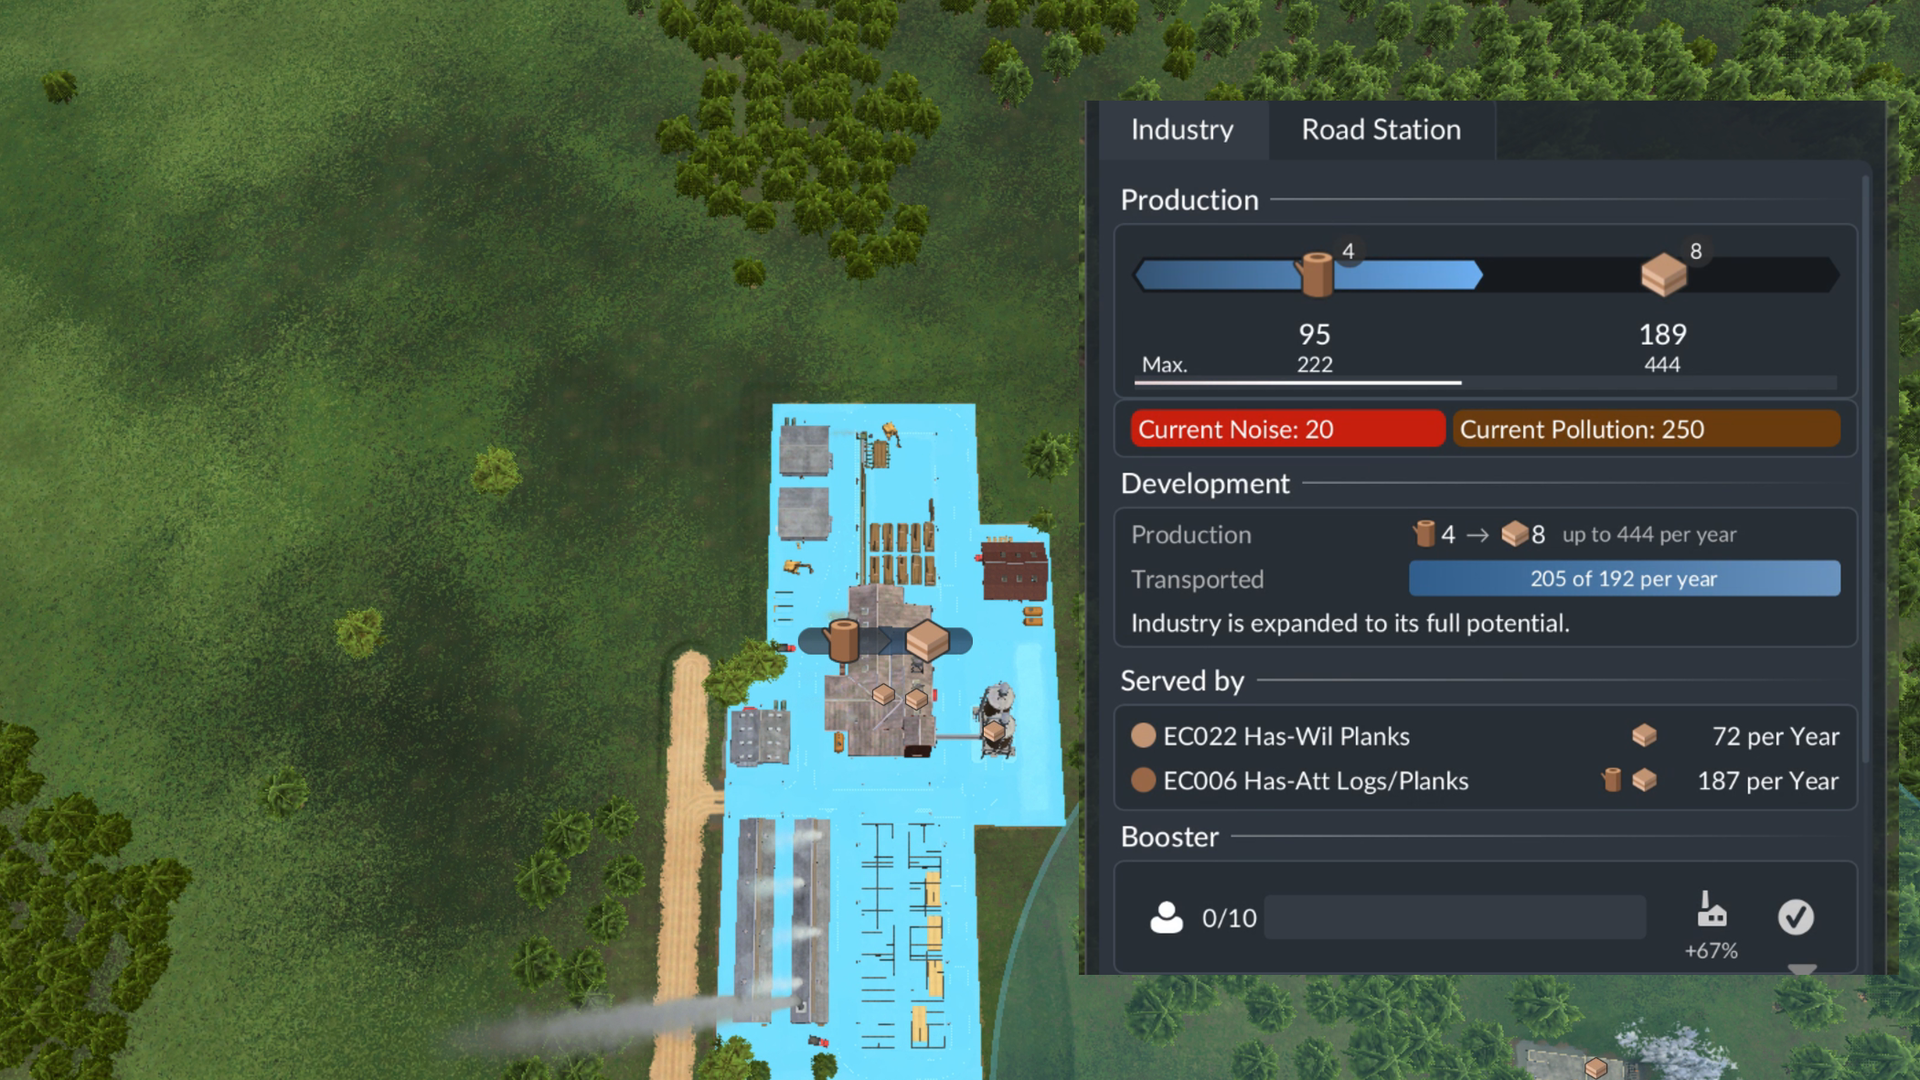 Industry Road Station
Production
4 8
95 189
Max. 222 444
Current Noise: 20 Current Pollution: 250
Development
Production 4 → 8 up to 444 per year
Transported 205 of 192 per year
Industry is expanded to its full potential.
Served by
EC022 Has-Wil Planks 72 per Year
EC006 Has-Att Logs/Planks 187 per Year
Booster
0/10
+67%